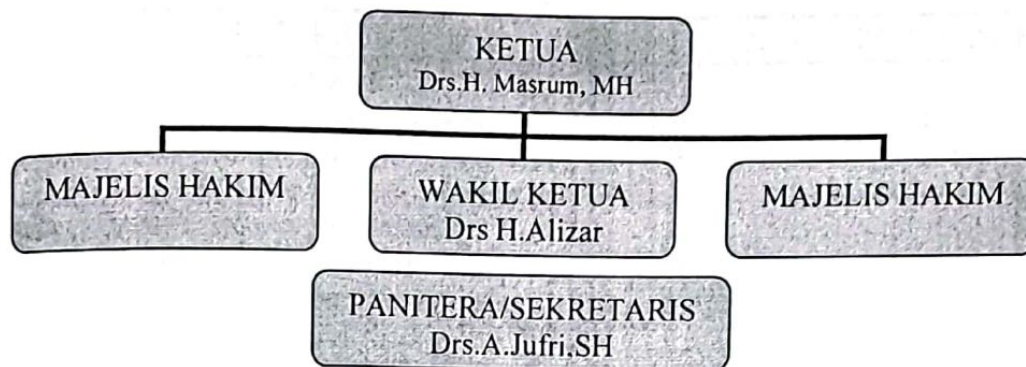 KETUA
Drs.H. Masrum, MH
MAJELIS HAKIM
WAKIL KETUA
Drs H.Alizar
MAJELIS HAKIM
PANITERA/SEKRETARIS
Drs.A.Jufri,SH